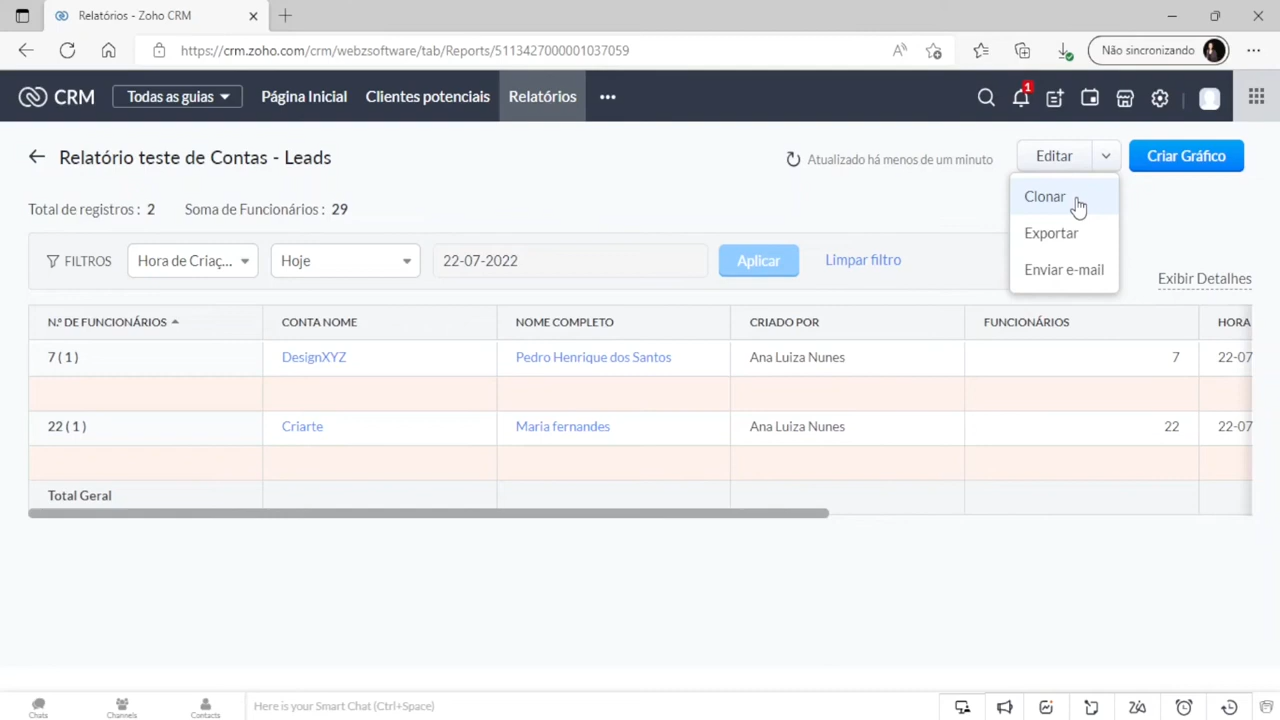 Relatórios - Zoho CRM
https://crm.zoho.com/crm/webzsoftware/tab/Reports/5113427000001037059
Não sincronizando
CRM
Todas as guias
Página Inicial
Clientes potenciais
Relatórios
1
Relatório teste de Contas - Leads
Atualizado há menos de um minuto
Editar
Criar Gráfico
Clonar
Exportar
Enviar e-mail
Total de registros : 2
Soma de Funcionários : 29
FILTROS
Hora de Criaç...
Hoje
22-07-2022
Aplicar
Limpar filtro
Exibir Detalhes
N.º DE FUNCIONÁRIOS CONTA NOME NOME COMPLETO CRIADO POR FUNCIONÁRIOS HORA
7 ( 1 ) DesignXYZ Pedro Henrique dos Santos Ana Luiza Nunes 7 22-07
22 ( 1 ) Criarte Maria fernandes Ana Luiza Nunes 22 22-07
Total Geral
Chats
Channels
Contacts
Here is your Smart Chat (Ctrl+Space)